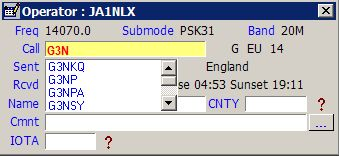 Operator : JA1NLX
Freq 14070.0 Submode PSK31 Band 20M
Call G3N G EU 14
Sent G3NKQ England
G3NP
Rcvd G3NPA se 04:53 Sunset 19:11
Name G3NSY CNTY ?
Cmnt ...
IOTA ?